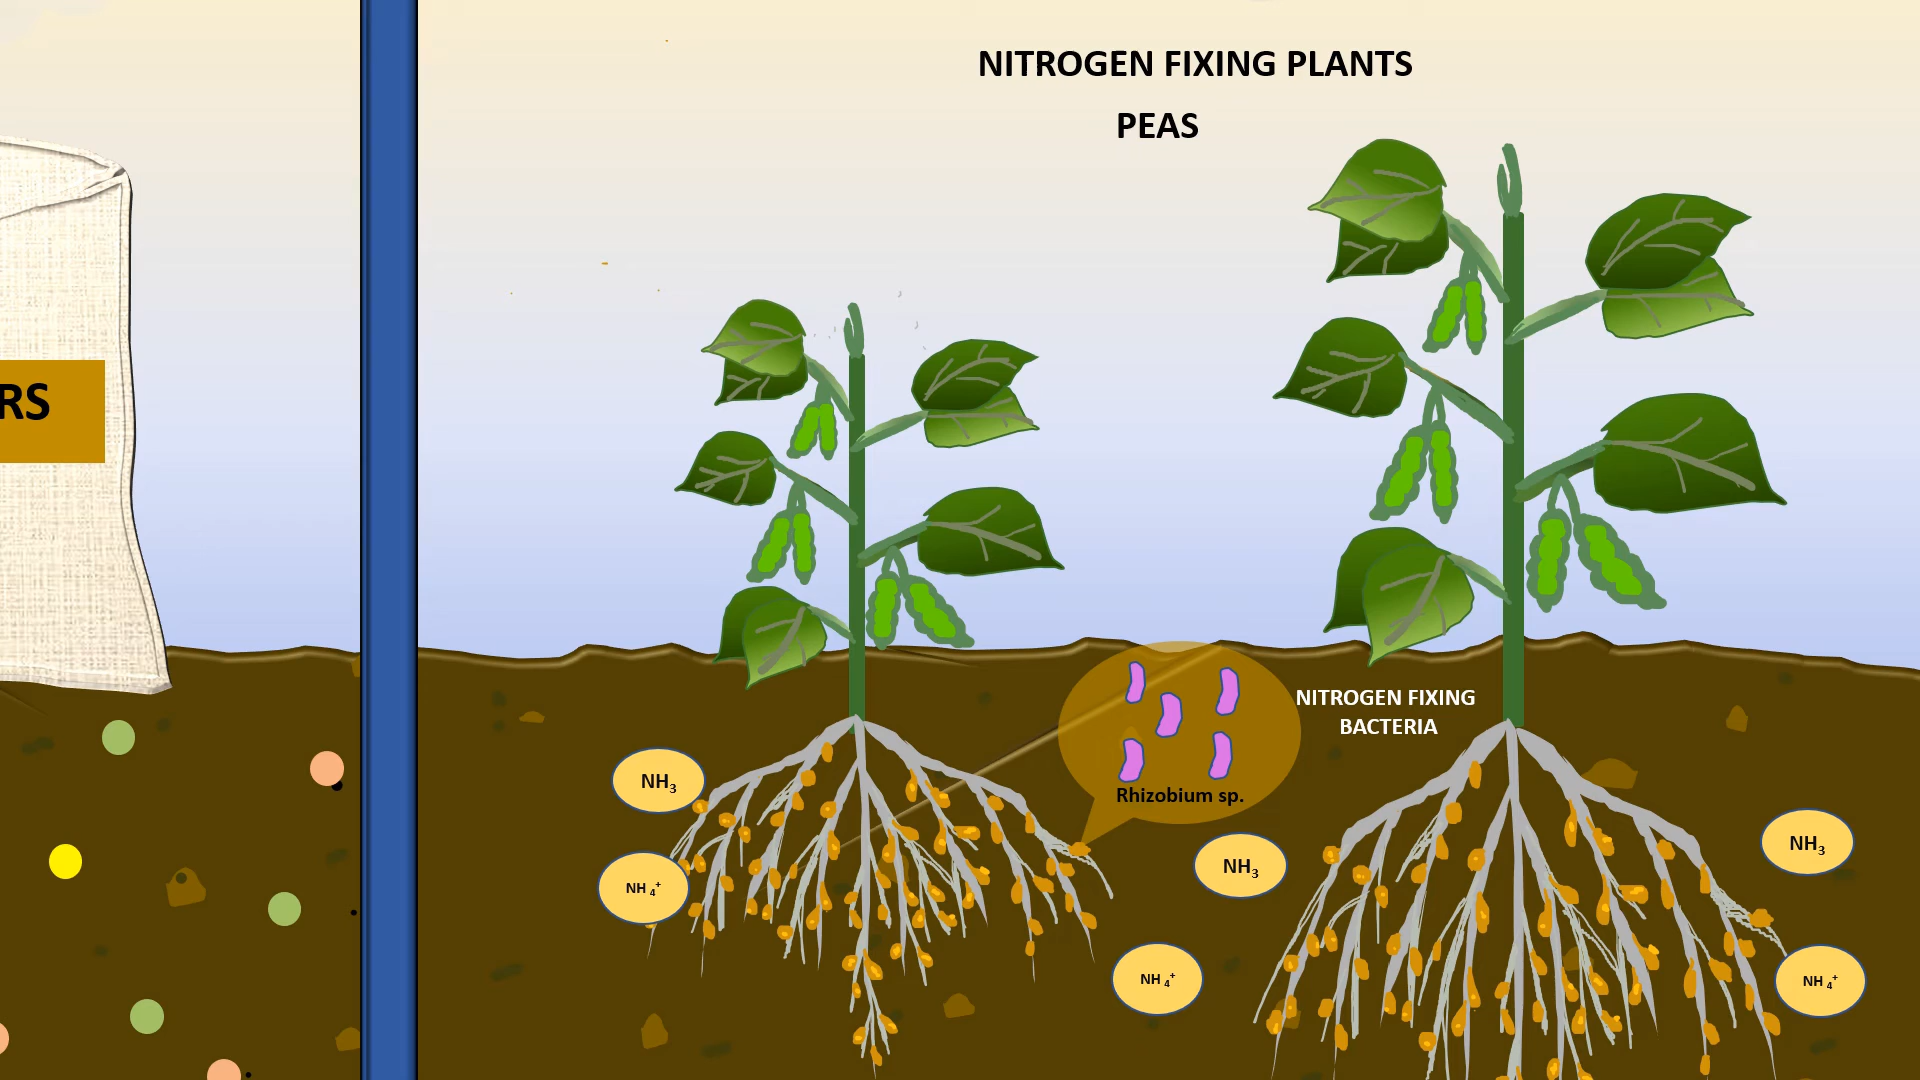 NITROGEN FIXING PLANTS
PEAS
RS
NITROGEN FIXING
BACTERIA
Rhizobium sp.
NH3
NH4+
NH3
NH4+
NH3
NH4+